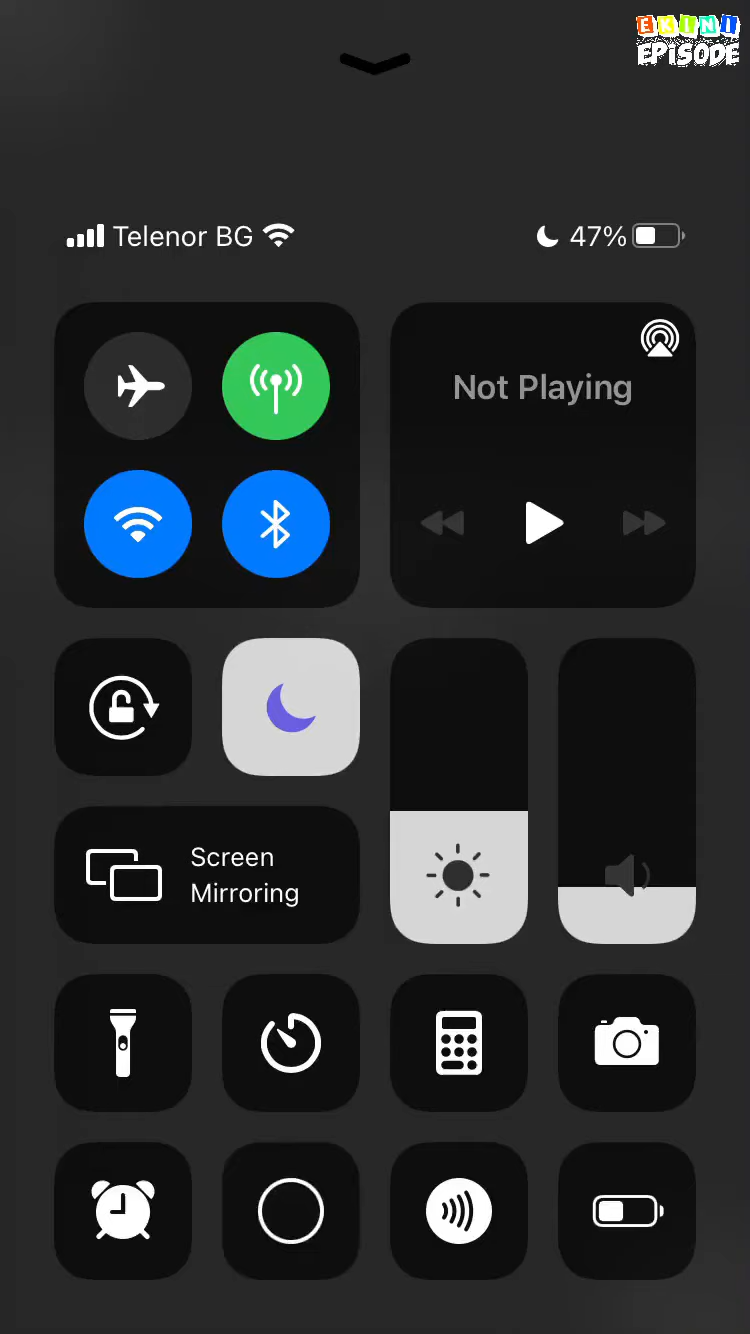 EKINI
EPISODE
Telenor BG
47%
Not Playing
Screen
Mirroring